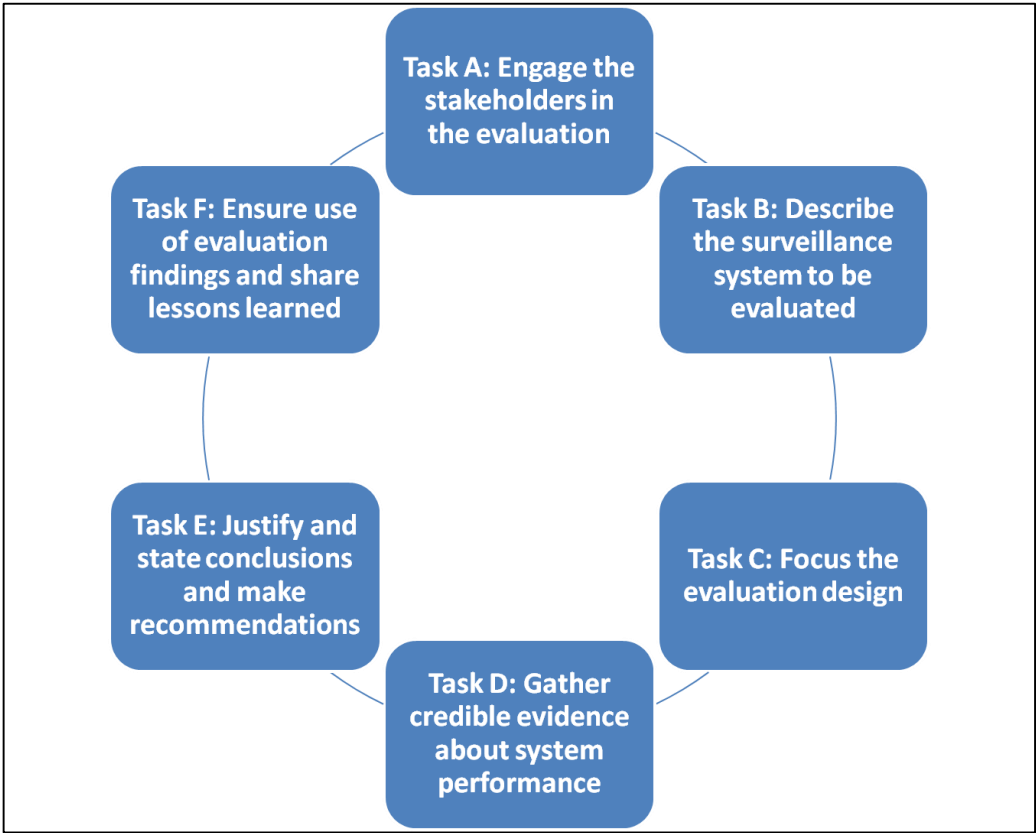 Task A: Engage the
stakeholders in
the evaluation
Task B: Describe
the surveillance
system to be
evaluated
Task C: Focus the
evaluation design
Task D: Gather
credible evidence
about system
performance
Task E: Justify and
state conclusions
and make
recommendations
Task F: Ensure use
of evaluation
findings and share
lessons learned